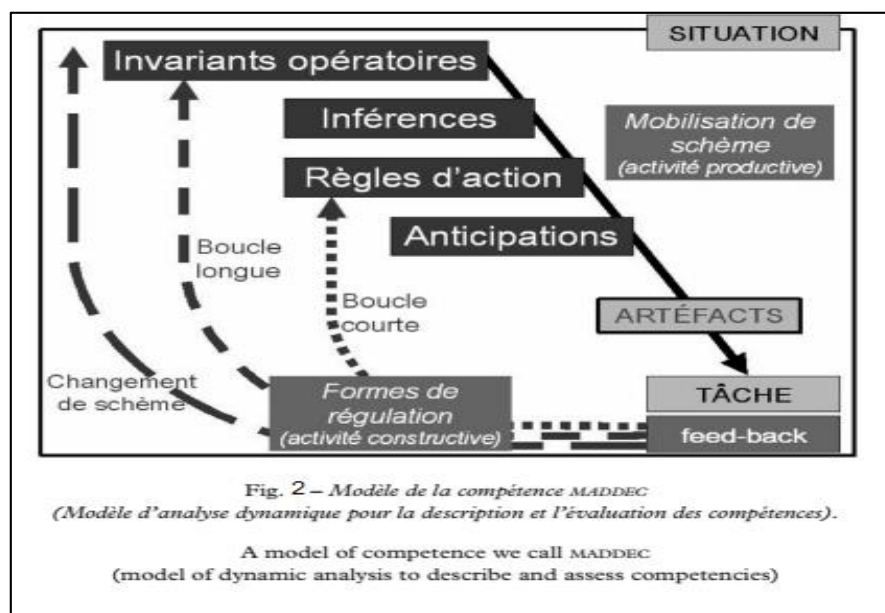 SITUATION
Invariants opératoires
Inférences
Mobilisation de
schème
(activité productive)
Règles d'action
Anticipations
Boucle
longue
Boucle
courte
ARTÉFACTS
Changement
de schème
Formes de
régulation
(activité constructive)
TÂCHE
feed-back
Fig. 2 – Modèle de la compétence MADDEC
(Modèle d'analyse dynamique pour la description et l'évaluation des compétences).
A model of competence we call MADDEC
(model of dynamic analysis to describe and assess competencies)